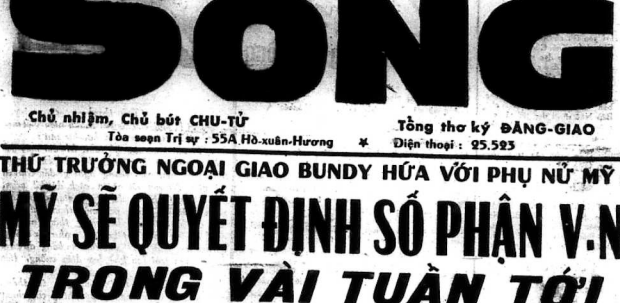 SONG
Chủ nhiệm, Chủ bút CHU-TỬ
Tòa soạn Trị sự : 55A, Hồ-xuân-Hương ★ Điện thoại : 25.523
Tổng thơ ký ĐĂNG-GIAO
THỨ TRƯỞNG NGOẠI GIAO BUNDY HỨA VỚI PHỤ NỮ MỸ
MỸ SẼ QUYẾT ĐỊNH SỐ PHẬN V.N
TRONG VÀI TUẦN TỚI